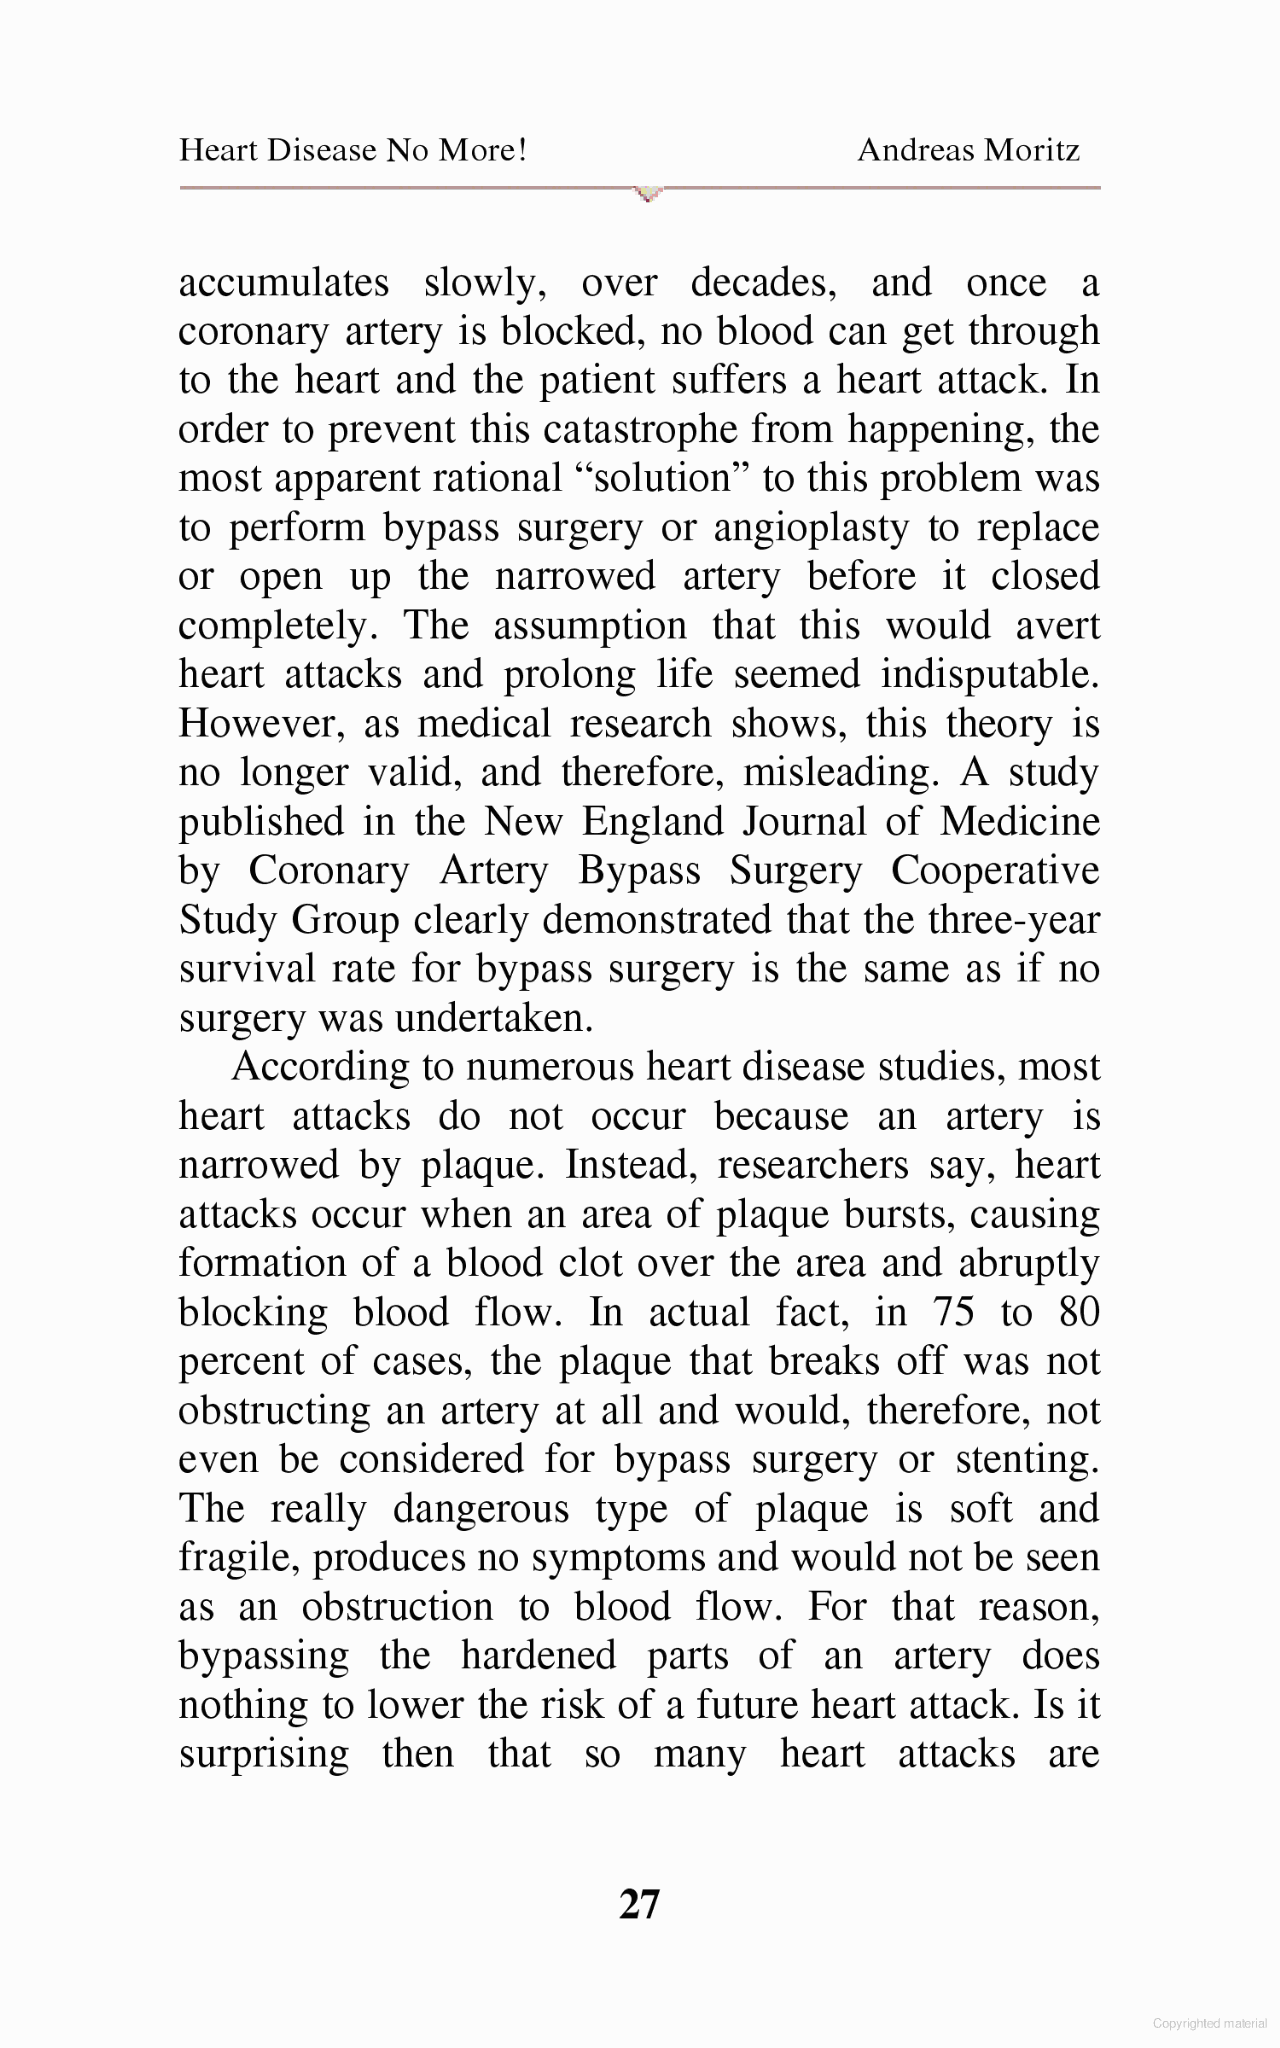 Heart Disease No More! Andreas Moritz
accumulates slowly, over decades, and once a
coronary artery is blocked, no blood can get through
to the heart and the patient suffers a heart attack. In
order to prevent this catastrophe from happening, the
most apparent rational “solution” to this problem was
to perform bypass surgery or angioplasty to replace
or open up the narrowed artery before it closed
completely. The assumption that this would avert
heart attacks and prolong life seemed indisputable.
However, as medical research shows, this theory is
no longer valid, and therefore, misleading. A study
published in the New England Journal of Medicine
by Coronary Artery Bypass Surgery Cooperative
Study Group clearly demonstrated that the three-year
survival rate for bypass surgery is the same as if no
surgery was undertaken.
According to numerous heart disease studies, most
heart attacks do not occur because an artery is
narrowed by plaque. Instead, researchers say, heart
attacks occur when an area of plaque bursts, causing
formation of a blood clot over the area and abruptly
blocking blood flow. In actual fact, in 75 to 80
percent of cases, the plaque that breaks off was not
obstructing an artery at all and would, therefore, not
even be considered for bypass surgery or stenting.
The really dangerous type of plaque is soft and
fragile, produces no symptoms and would not be seen
as an obstruction to blood flow. For that reason,
bypassing the hardened parts of an artery does
nothing to lower the risk of a future heart attack. Is it
surprising then that so many heart attacks are
27
Copyrighted material